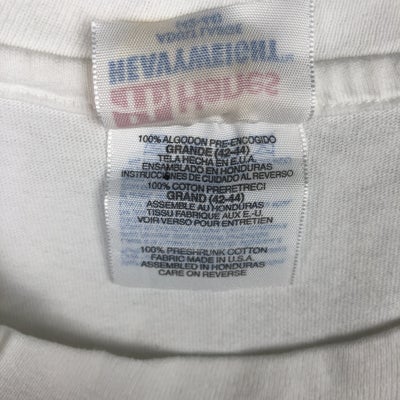 HEAVYWEIGHT
Hanes
100% ALGODON PRE-ENCOGIDO
GRANDE (42-44)
TELA HECHA EN E.U.A.
ENSAMBLADO EN HONDURAS
INSTRUCCIONES DE CUIDADO AL REVERSO
100% COTON PRERETRECI
GRAND (42-44)
ASSEMBLE AU HONDURAS
TISSU FABRIQUE AUX E.-U.
VOIR VERSO POUR ENTRETIEN
100% PRESHRUNK COTTON
FABRIC MADE IN U.S.A.
ASSEMBLED IN HONDURAS
CARE ON REVERSE